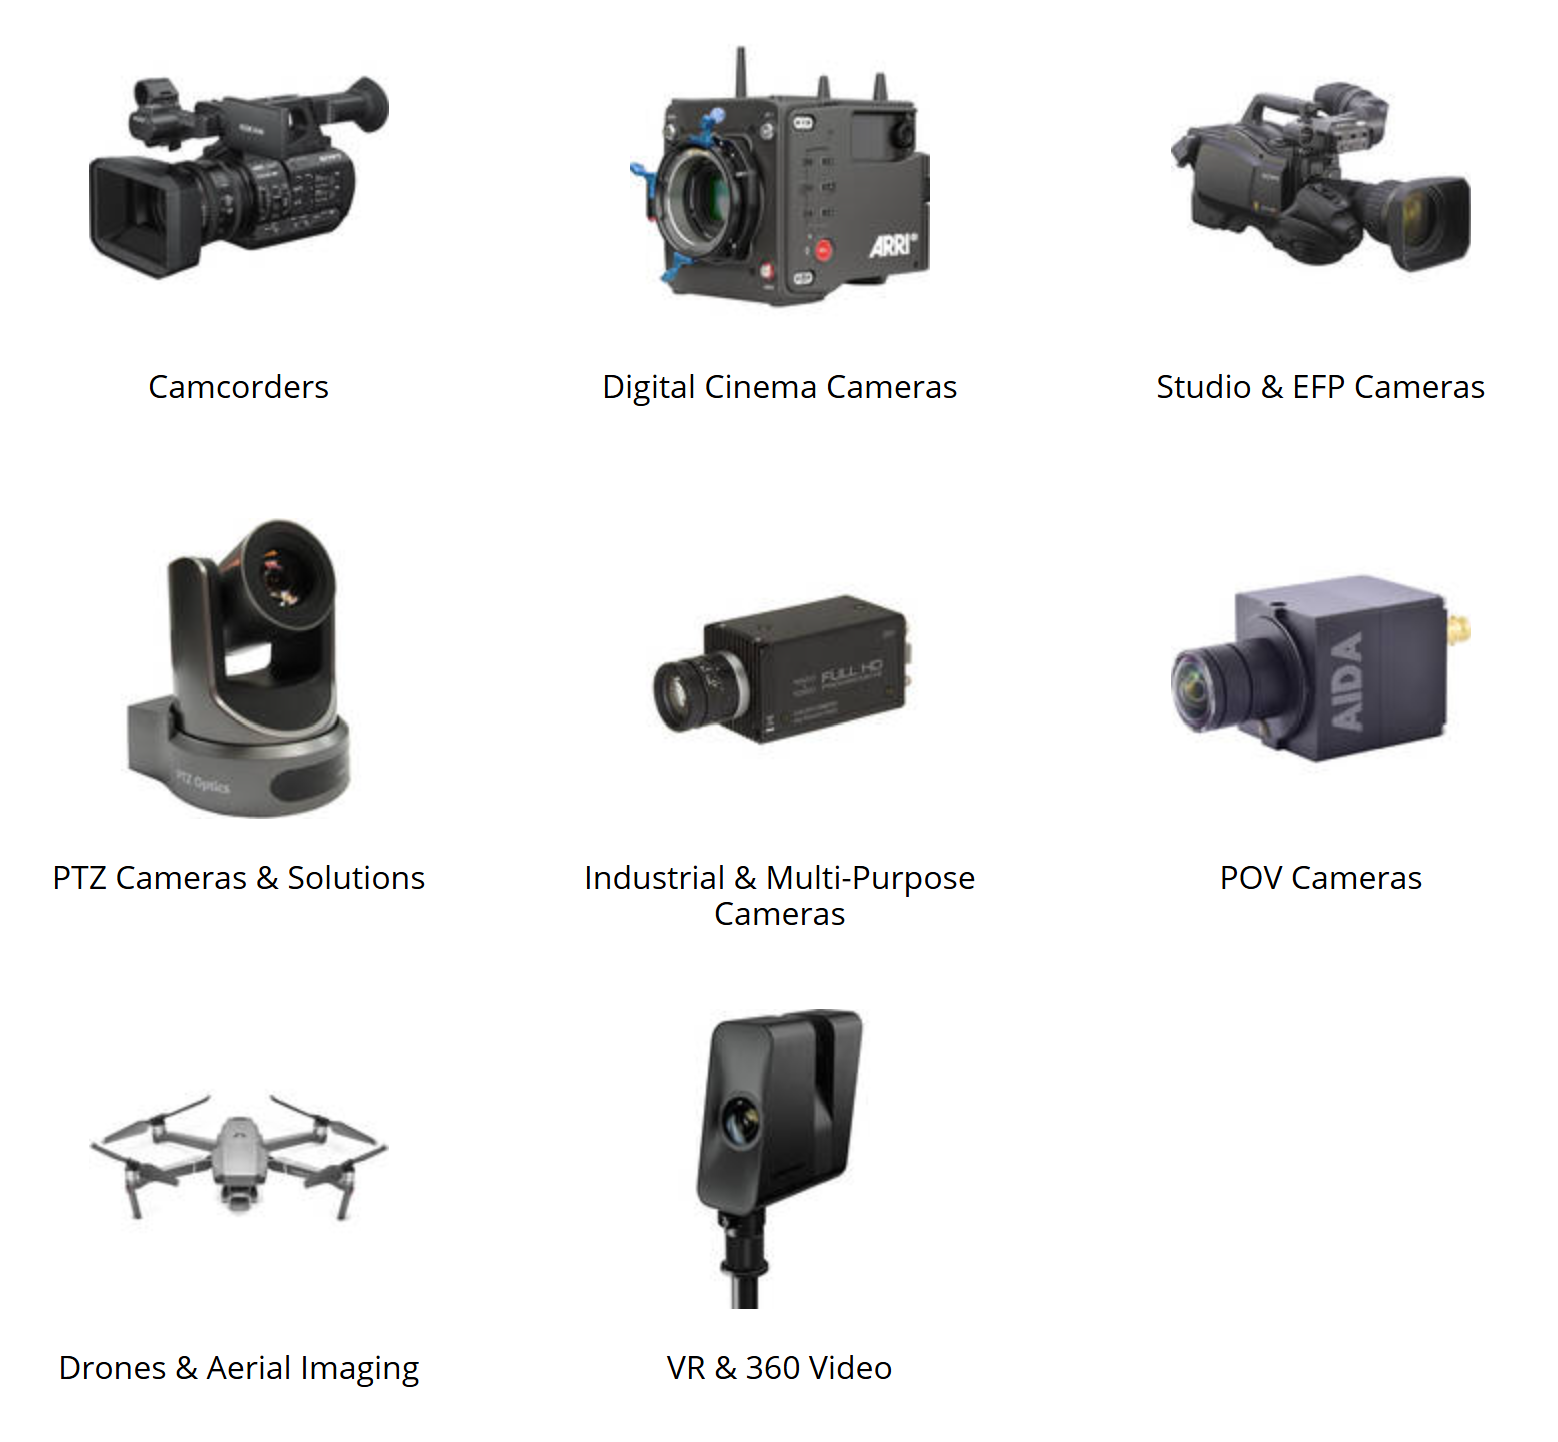 ARRI
Camcorders
Digital Cinema Cameras
Studio & EFP Cameras
PTZ Optics
FULL HD
AIDA
PTZ Cameras & Solutions
Industrial & Multi-Purpose
Cameras
POV Cameras
Drones & Aerial Imaging
VR & 360 Video